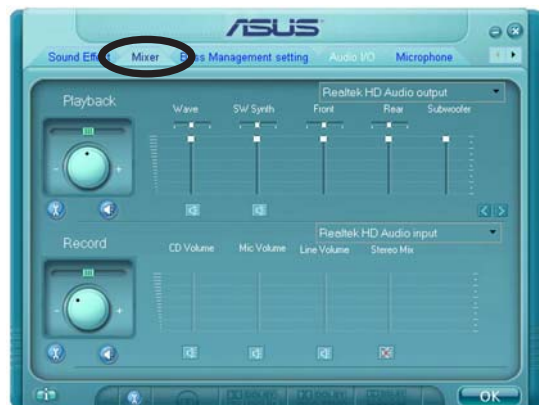 ASUS
Sound Effect Mixer Bass Management setting Audio I/O Microphone
Playback
Realtek HD Audio output
Wave SW Synth Front Rear Subwoofer
Record
Realtek HD Audio input
CD Volume Mic Volume Line Volume Stereo Mix
OK